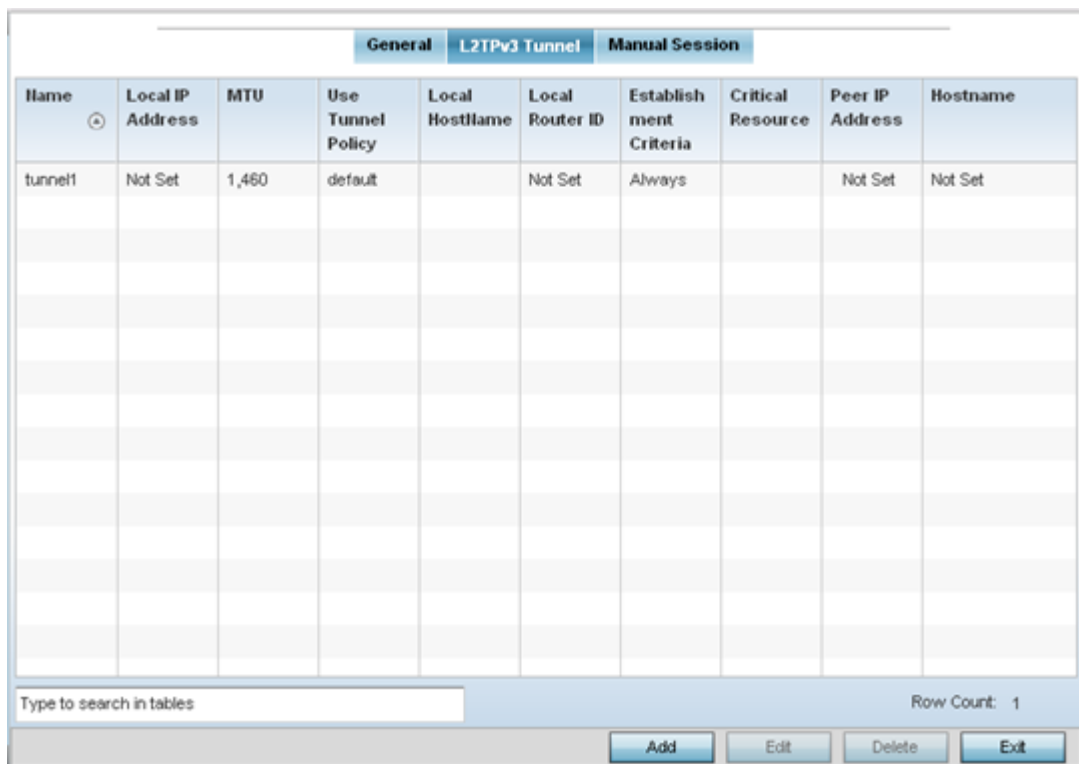 General L2TPv3 Tunnel Manual Session
Name Local IP Address MTU Use Tunnel Policy Local HostName Local Router ID Establish ment Criteria Critical Resource Peer IP Address Hostname
tunnel1 Not Set 1,460 default Not Set Always Not Set Not Set
Type to search in tables Row Count: 1
Add Edit Delete Exit